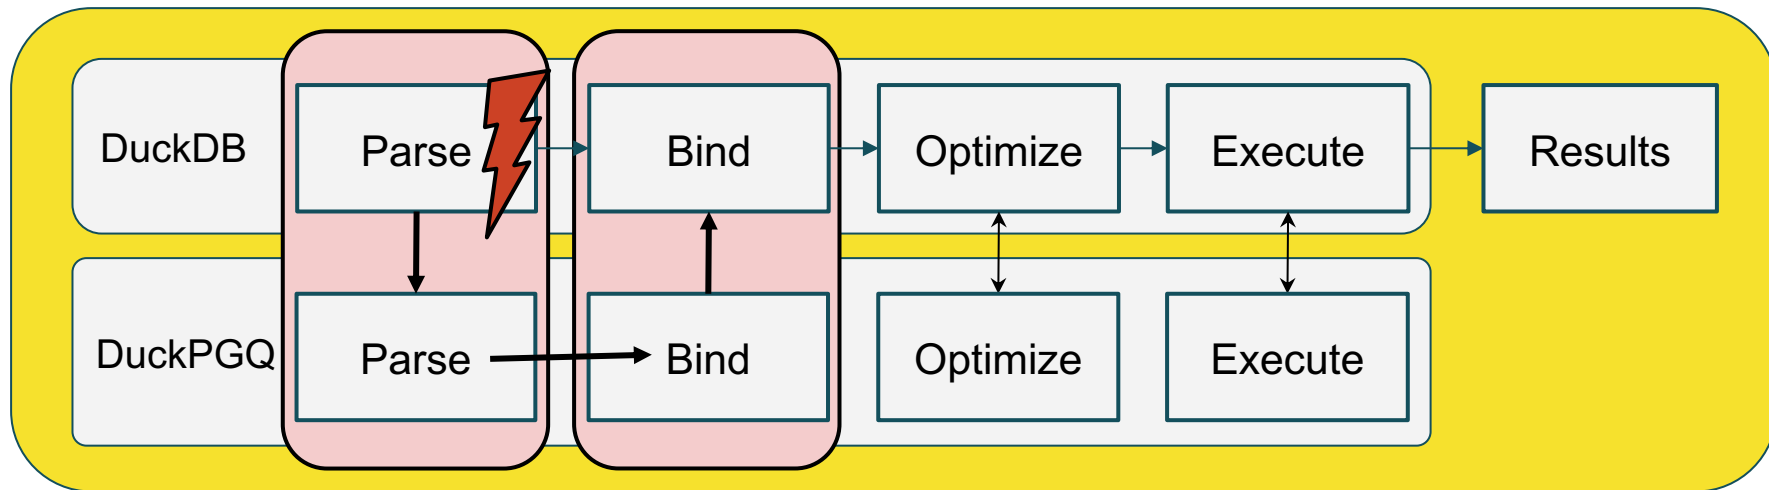 DuckDB
Parse
Bind
Optimize
Execute
Results
DuckPGQ
Parse
Bind
Optimize
Execute